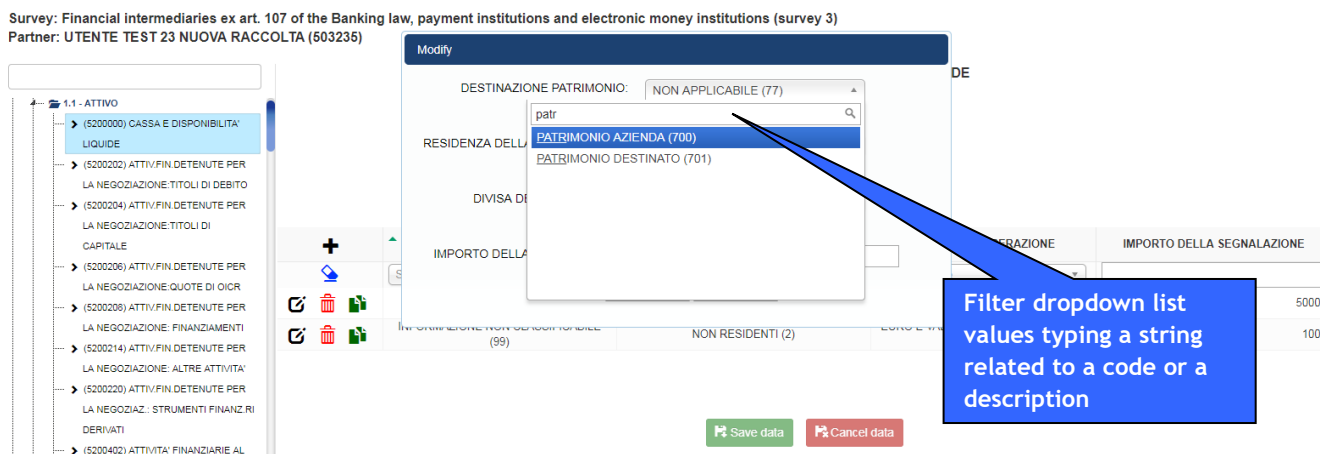 Survey: Financial intermediaries ex art. 107 of the Banking law, payment institutions and electronic money institutions (survey 3)
Partner: UTENTE TEST 23 NUOVA RACCOLTA (503235)
Modify
DE
DESTINAZIONE PATRIMONIO:
NON APPLICABILE (77)
patr
PATRIMONIO AZIENDA (700)
PATRIMONIO DESTINATO (701)
RESIDENZA DELLA
DIVISA DE
IMPORTO DELLA
1.1 - ATTIVO
(5200000) CASSA E DISPONIBILITA'
LIQUIDE
(5200202) ATTIV.FIN.DETENUTE PER
LA NEGOZIAZIONE:TITOLI DI DEBITO
(5200204) ATTIV.FIN.DETENUTE PER
LA NEGOZIAZIONE:TITOLI DI
CAPITALE
(5200206) ATTIV.FIN.DETENUTE PER
LA NEGOZIAZIONE:QUOTE DI OICR
(5200208) ATTIV.FIN.DETENUTE PER
LA NEGOZIAZIONE: FINANZIAMENTI
(5200214) ATTIV.FIN.DETENUTE PER
LA NEGOZIAZIONE: ALTRE ATTIVITA'
(5200220) ATTIV.FIN.DETENUTE PER
LA NEGOZIAZ.: STRUMENTI FINANZ.RI
DERIVATI
(5200402) ATTIVITA' FINANZIARIE AL
ERAZIONE
IMPORTO DELLA SEGNALAZIONE
S
5000
INFORMAZIONE NON CLASSIFICABILE
(99)
NON RESIDENTI (2)
100
Filter dropdown list
values typing a string
related to a code or a
description
Save data
Cancel data